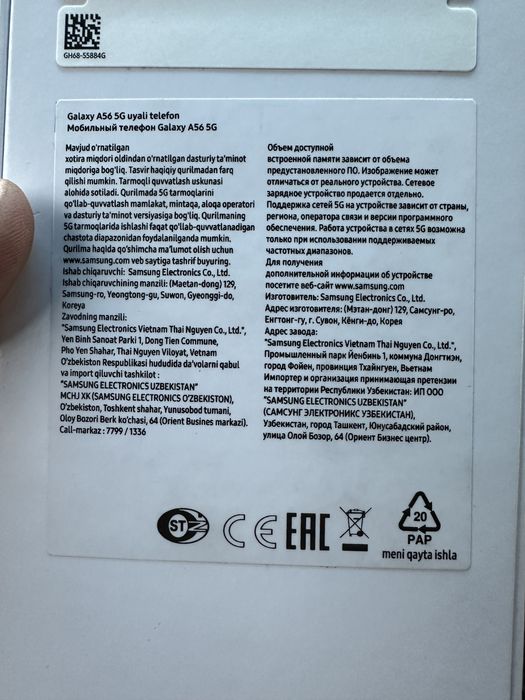 GH68-55884G
Galaxy A56 5G uyali telefon
Мобильный телефон Galaxy A56 5G
Mavjud o'rnatilgan
xotira miqdori oldindan o'rnatilgan dasturiy ta'minot
miqdoriga bog'liq. Tasvir haqiqiy qurilmadan farq
qilishi mumkin. Tarmoqli quvvatlash uskunasi
alohida sotiladi. Qurilmada 5G tarmoqlarini
qo'llab-quvvatlash mamlakat, mintaqa, aloqa operatori
va dasturiy ta'minot versiyasiga bog'liq. Qurilmaning
5G tarmoqlarida ishlashi faqat qo'llab-quvvatlanadigan
chastota diapazonidan foydalanilganda mumkin.
Qurilma haqida qo'shimcha ma'lumot olish uchun
www.samsung.com veb saytiga tashrif buyuring.
Ishab chiqaruvchi: Samsung Electronics Co., Ltd.
Ishab chiqaruvchining manzili: (Maetan-dong) 129,
Samsung-ro, Yeongtong-gu, Suwon, Gyeonggi-do,
Koreya
Zavodning manzili:
"Samsung Electronics Vietnam Thai Nguyen Co., Ltd.",
Yen Binh Sanoat Parki 1, Dong Tien Commune,
Pho Yen Shahar, Thai Nguyen Viloyat, Vetnam
O'zbekiston Respublikasi hududida da'volarni qabul
va import qiluvchi tashkilot :
"SAMSUNG ELECTRONICS UZBEKISTAN"
MCHJ XK (SAMSUNG ELECTRONICS O'ZBEKISTON),
O'zbekiston, Toshkent shahar, Yunusobod tumani,
Oloy Bozori Berk ko'chasi, 64 (Orient Busines markazi).
Call-markaz : 7799 / 1336
Объем доступной
встроенной памяти зависит от объема
предустановленного ПО. Изображение может
отличаться от реального устройства. Сетевое
зарядное устройство продается отдельно.
Поддержка сетей 5G на устройстве зависит от страны,
региона, оператора связи и версии программного
обеспечения. Работа устройства в сетях 5G возможна
только при использовании поддерживаемых
частотных диапазонов.
Для получения
дополнительной информации об устройстве
посетите веб-сайт www.samsung.com
Изготовитель: Samsung Electronics Co., Ltd.
Адрес изготовителя: (Мэтан-донг) 129, Самсунг-ро,
Енгтонг-гу, г. Сувон, Кёнги-до, Корея
Адрес завода:
"Samsung Electronics Vietnam Thai Nguyen Co., Ltd.",
Промышленный парк Йенбинь 1, коммуна Донгтиэн,
город Фойен, провинция Тхайнгуен, Вьетнам
Импортер и организация принимающая претензии
на территории Республики Узбекистан: ИП ООО
"SAMSUNG ELECTRONICS UZBEKISTAN"
(САМСУНГ ЭЛЕКТРОНИКС УЗБЕКИСТАН),
Узбекистан, город Ташкент, Юнусабадский район,
улица Олой Бозор, 64 (Ориент Бизнес центр).
STZ
CE
EAC
20
PAP
meni qayta ishla